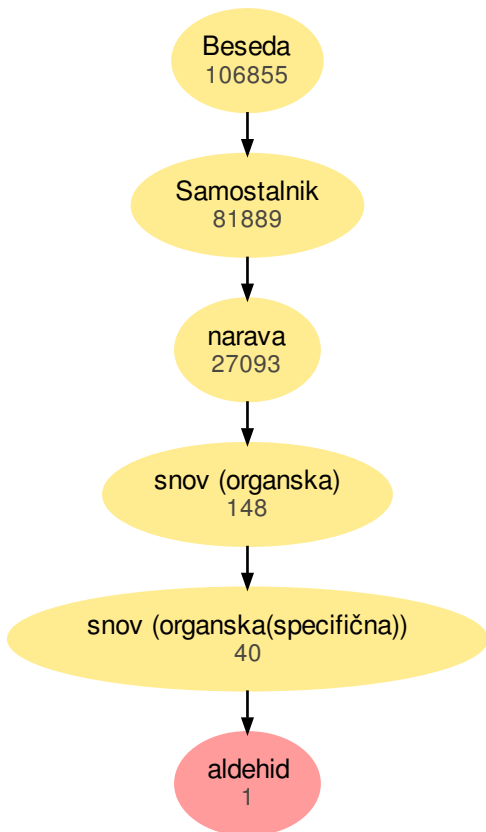 Beseda
106855
Samostalnik
81889
narava
27093
snov (organska)
148
snov (organska(specifična))
40
aldehid
1